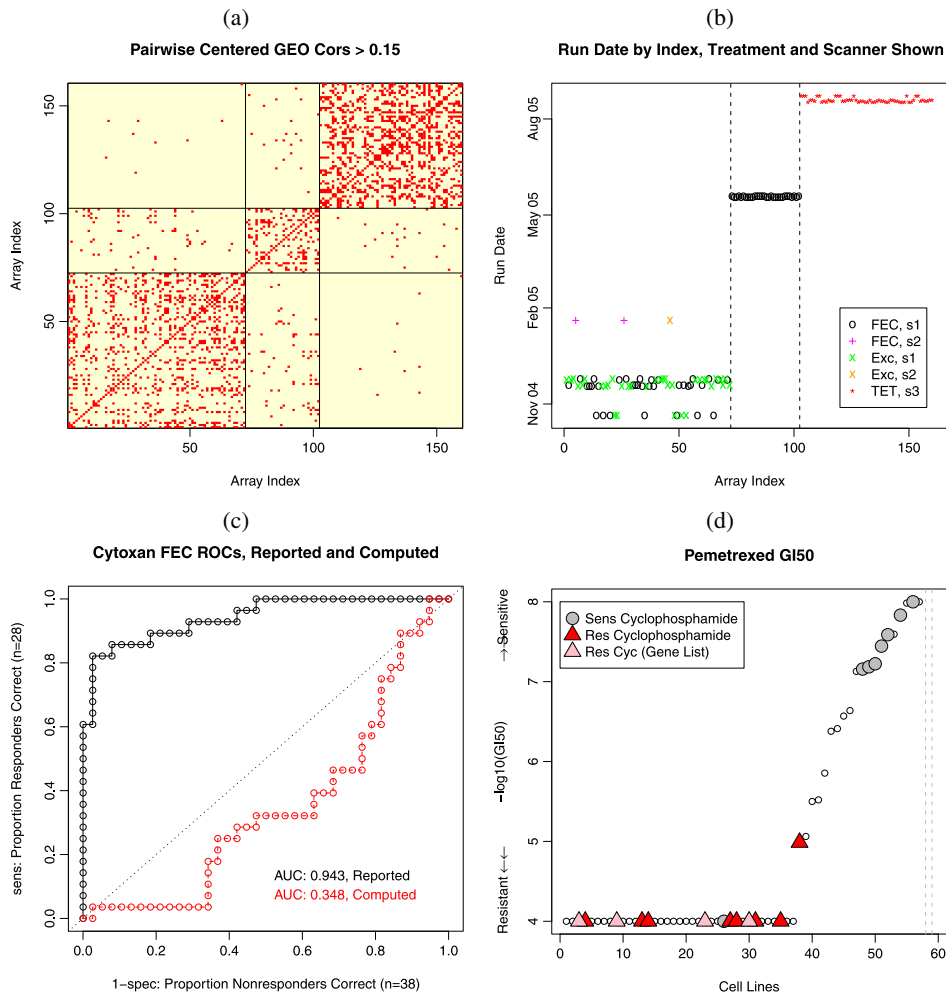 (a)
Pairwise Centered GEO Cors > 0.15
150
100
50
Array Index
50
100
150
Array Index
(b)
Run Date by Index, Treatment and Scanner Shown
Aug 05
May 05
Feb 05
Nov 04
Run Date
FEC, s1
FEC, s2
Exc, s1
Exc, s2
TET, s3
0
50
100
150
Array Index
(c)
Cytoxan FEC ROCs, Reported and Computed
1.0
0.8
0.6
0.4
0.2
0.0
sens: Proportion Responders Correct (n=28)
AUC: 0.943, Reported
AUC: 0.348, Computed
0.0
0.2
0.4
0.6
0.8
1.0
1−spec: Proportion Nonresponders Correct (n=38)
(d)
Pemetrexed GI50
8
7
6
5
4
Resistant ←← −log10(GI50) →→Sensitive
Sens Cyclophosphamide
Res Cyclophosphamide
Res Cyc (Gene List)
0
10
20
30
40
50
60
Cell Lines